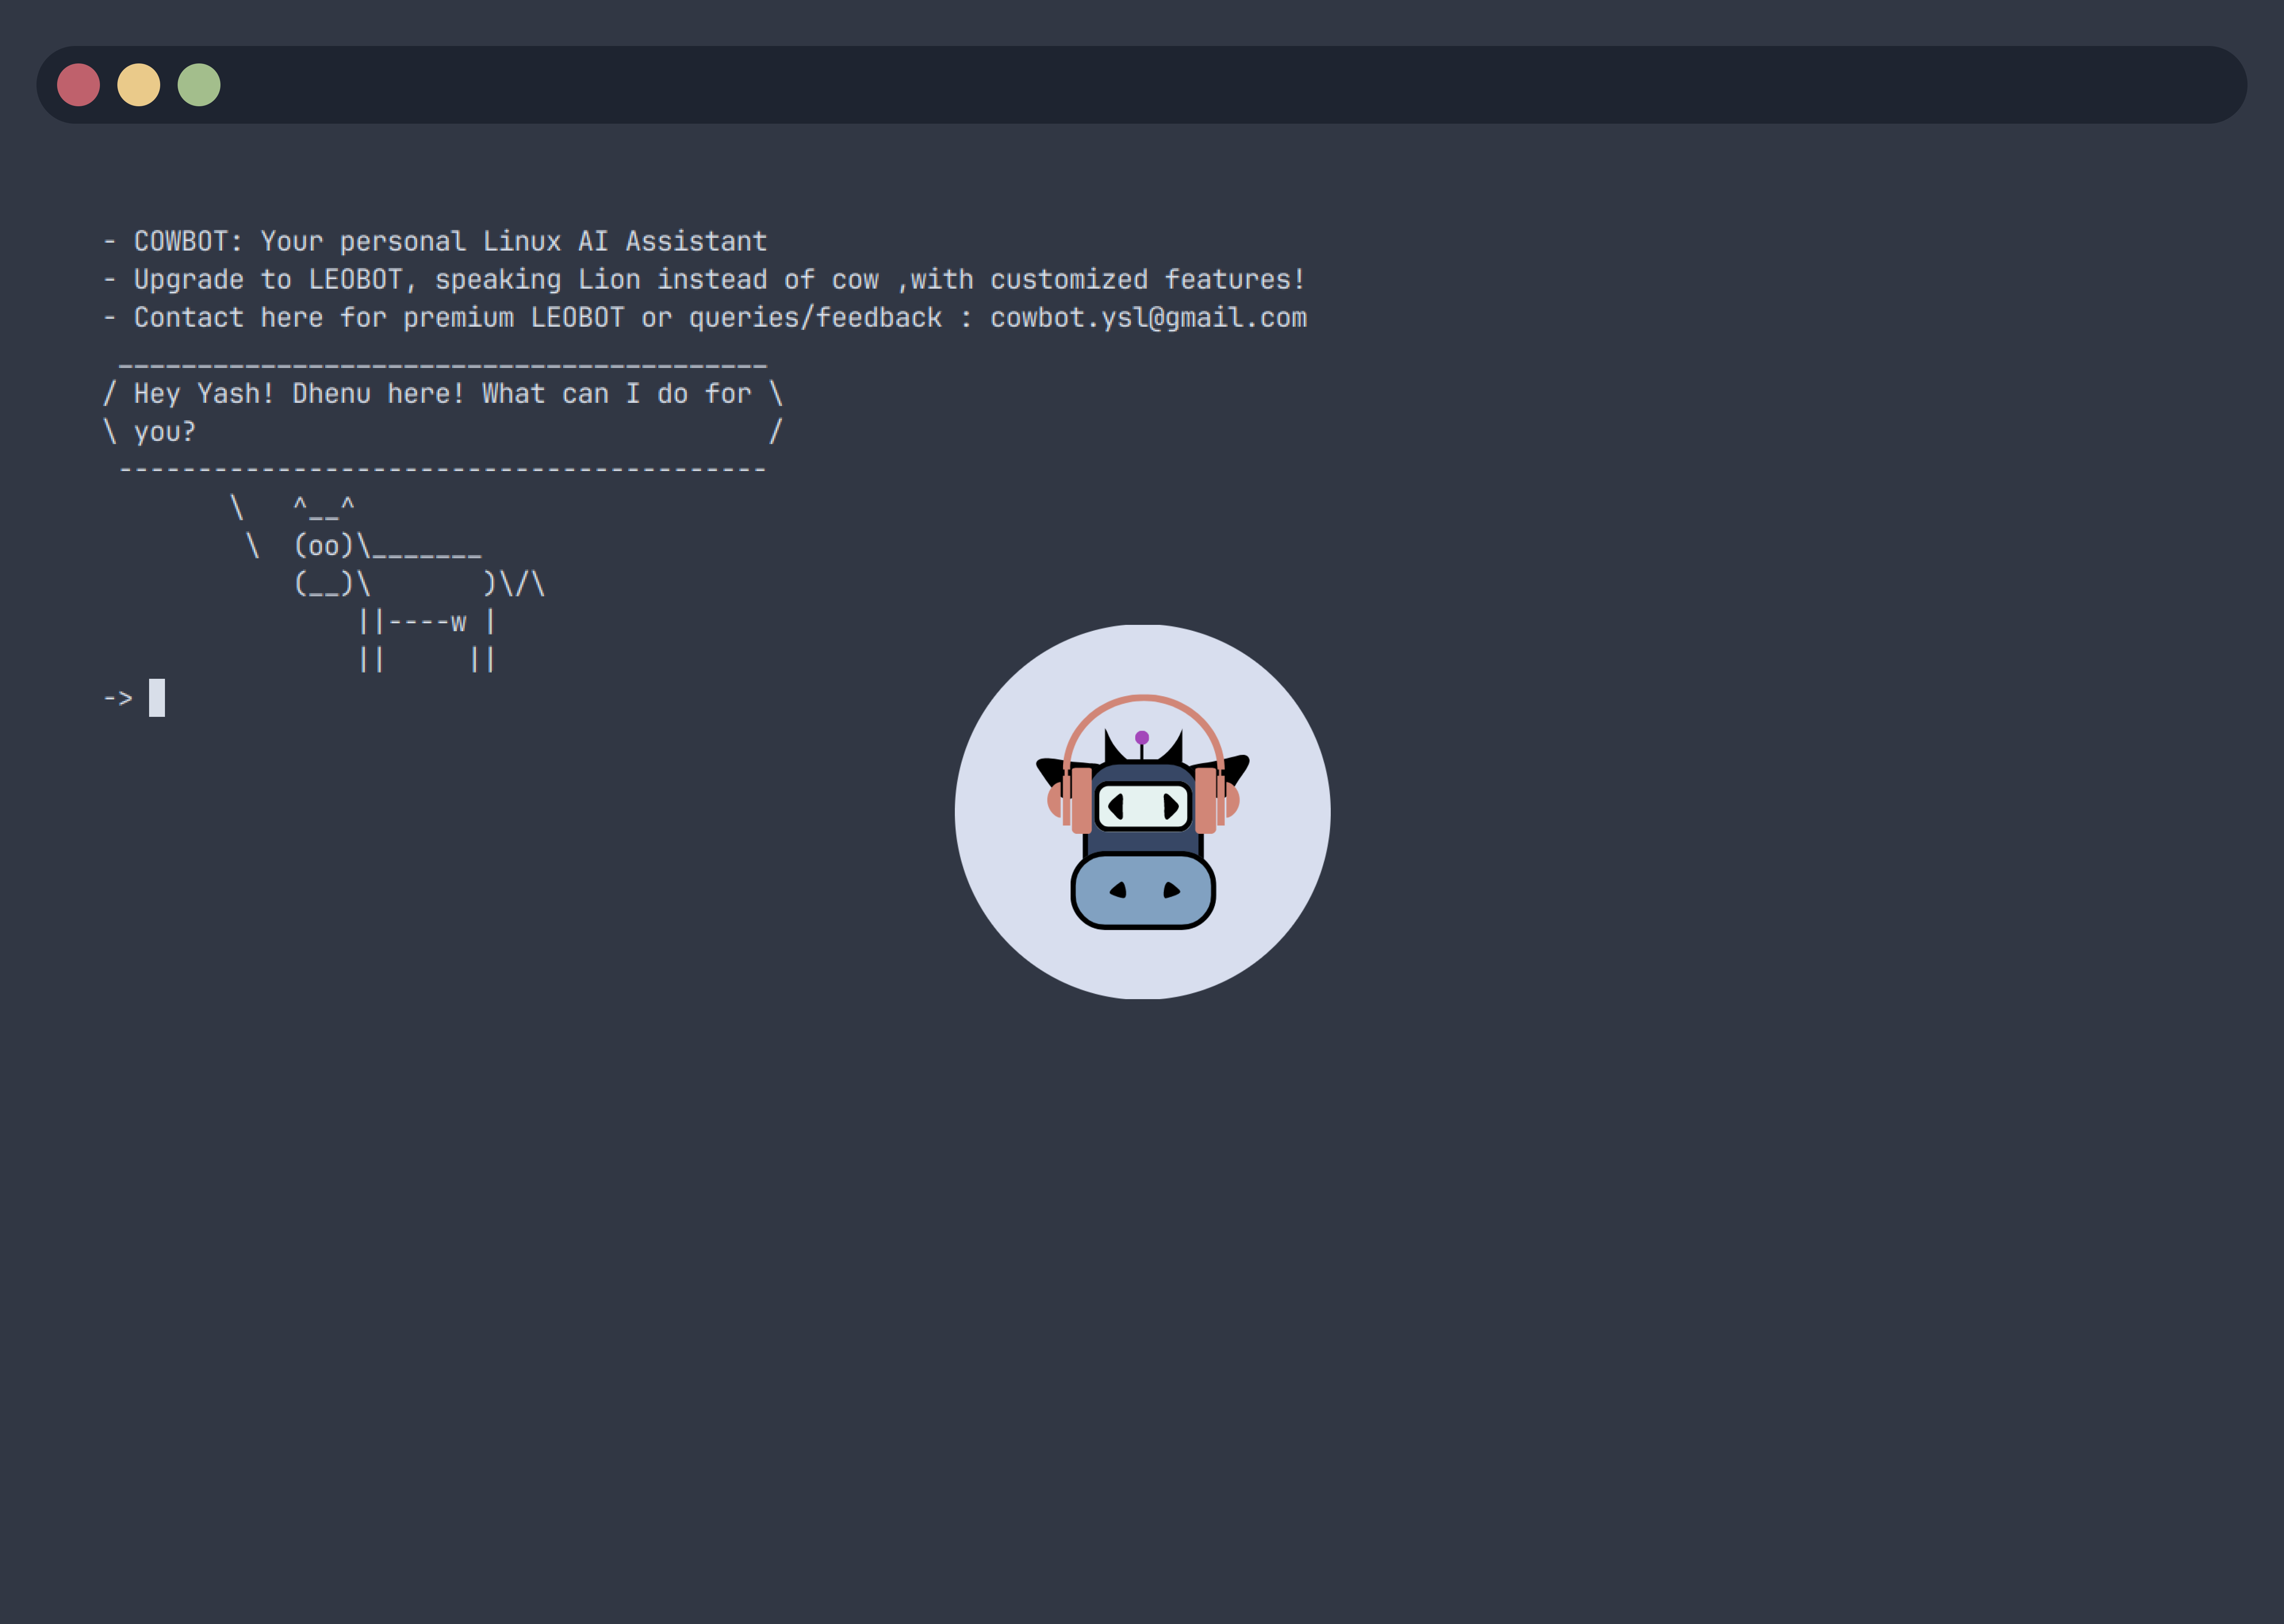 - COWBOT: Your personal Linux AI Assistant
- Upgrade to LEOBOT, speaking Lion instead of cow ,with customized features!
- Contact here for premium LEOBOT or queries/feedback : cowbot.ysl@gmail.com
 _________________________________________
/ Hey Yash! Dhenu here! What can I do for \
\ you?                                    /
 -----------------------------------------
        \   ^__^
         \  (oo)\_______
            (__)\       )\/\
                ||----w |
                ||     ||
->